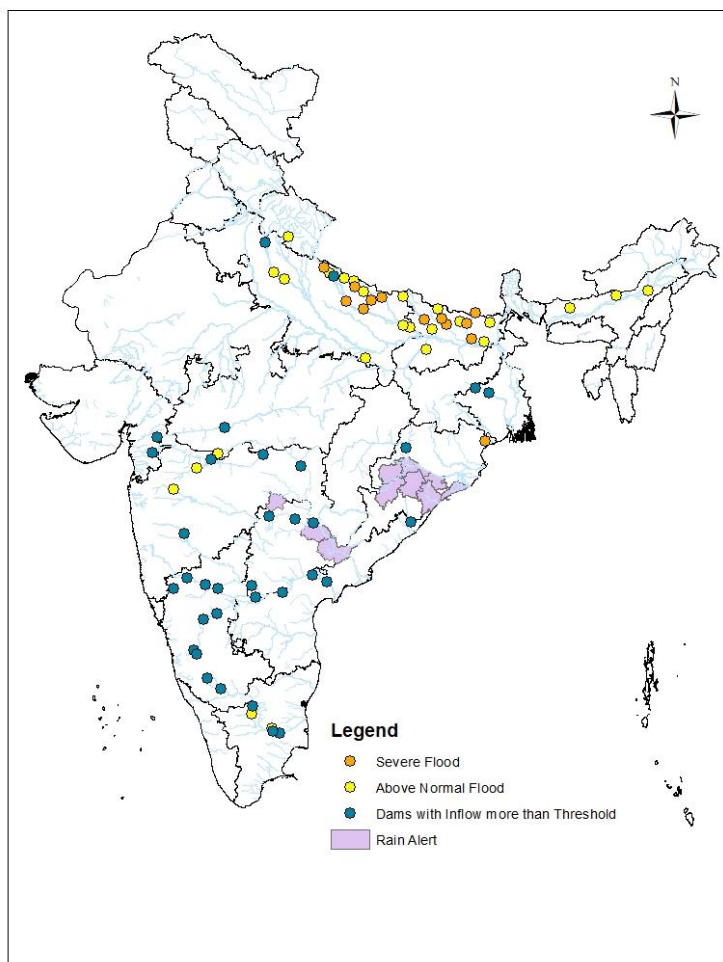 N
Legend
Severe Flood
Above Normal Flood
Dams with Inflow more than Threshold
Rain Alert